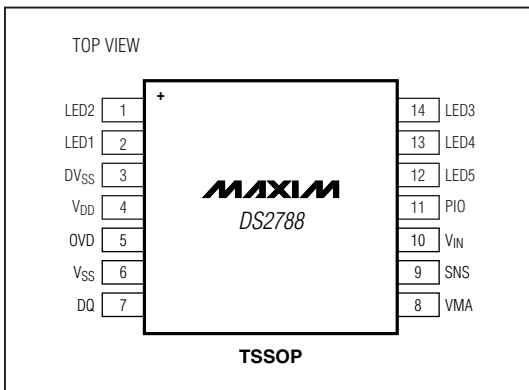 TOP VIEW
+
LED2 1
LED1 2
DVSS 3
VDD 4
OVD 5
VSS 6
DQ 7
MAXIM
DS2788
14 LED3
13 LED4
12 LED5
11 PIO
10 VIN
9 SNS
8 VMA
TSSOP